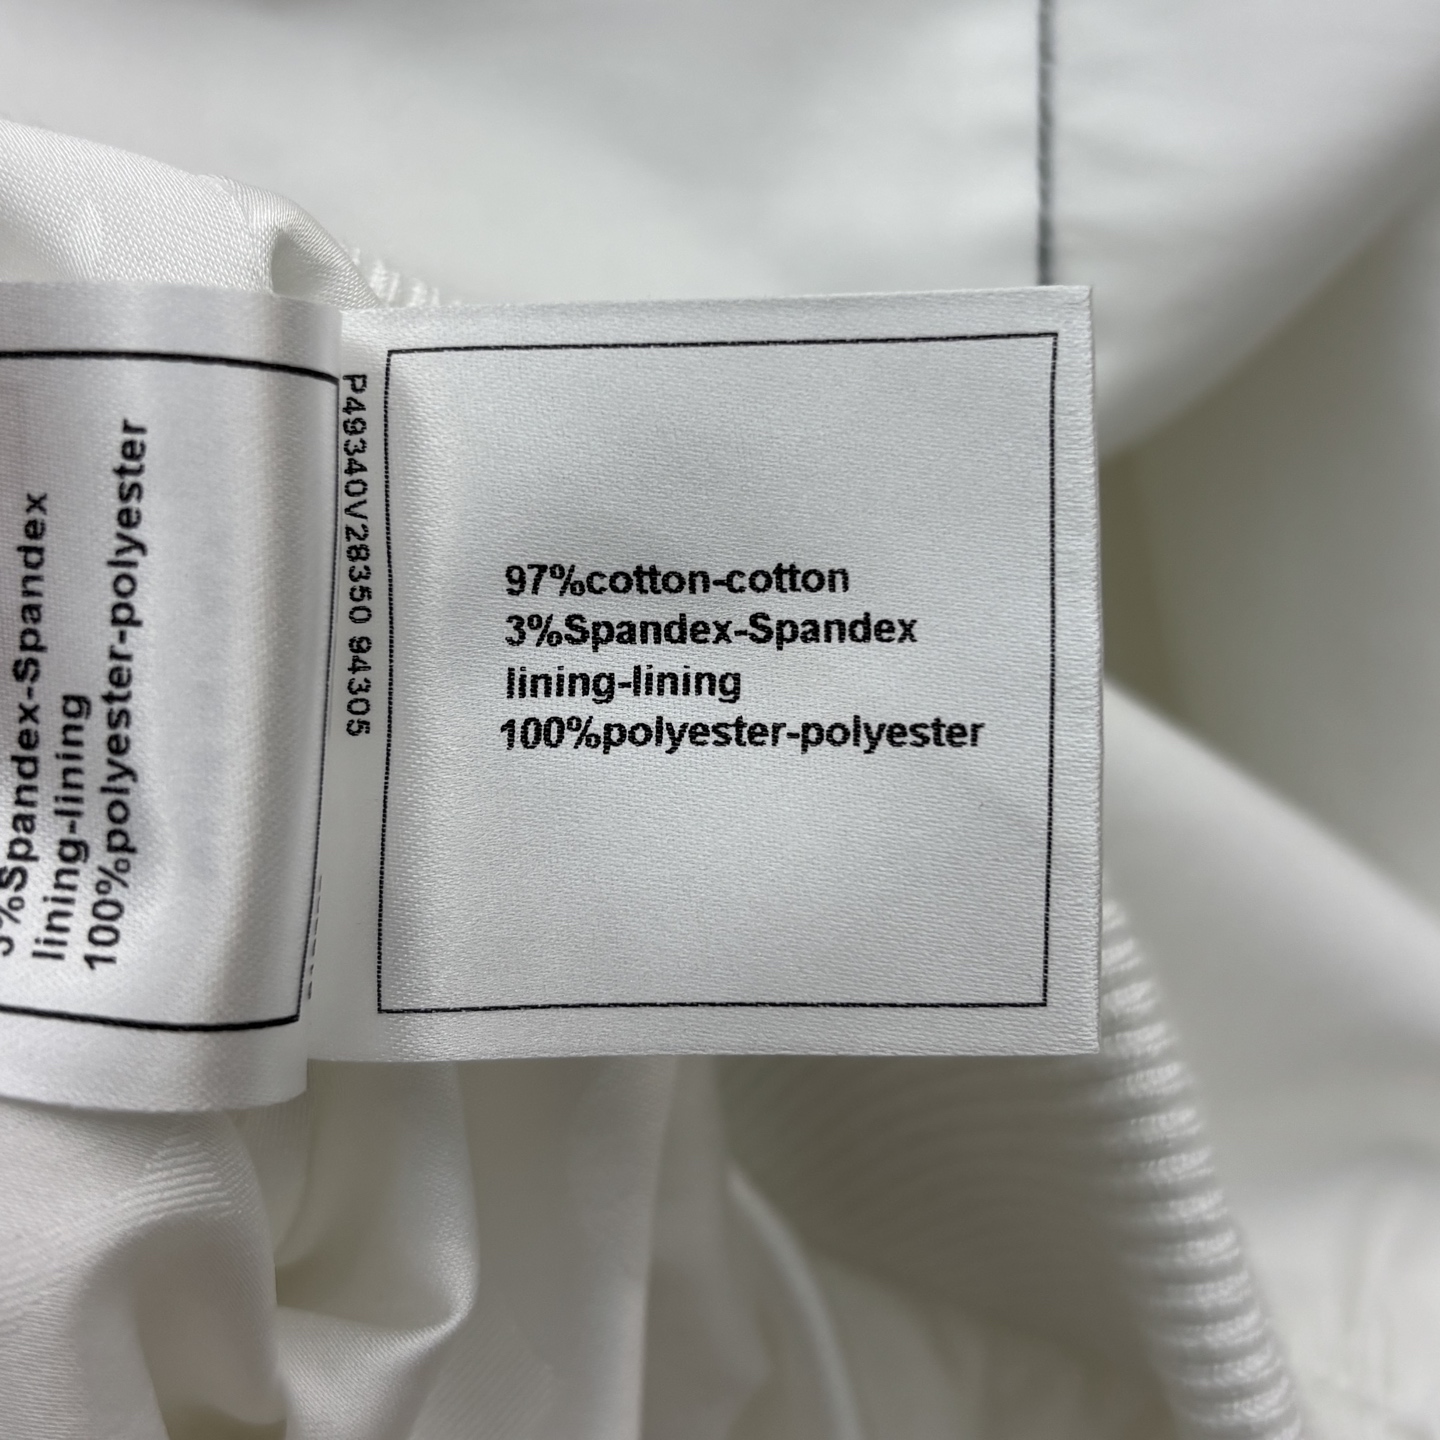 3%Spandex-Spandex
lining-lining
100%polyester-polyester
P49340V28350 94305
97%cotton-cotton
3%Spandex-Spandex
lining-lining
100%polyester-polyester